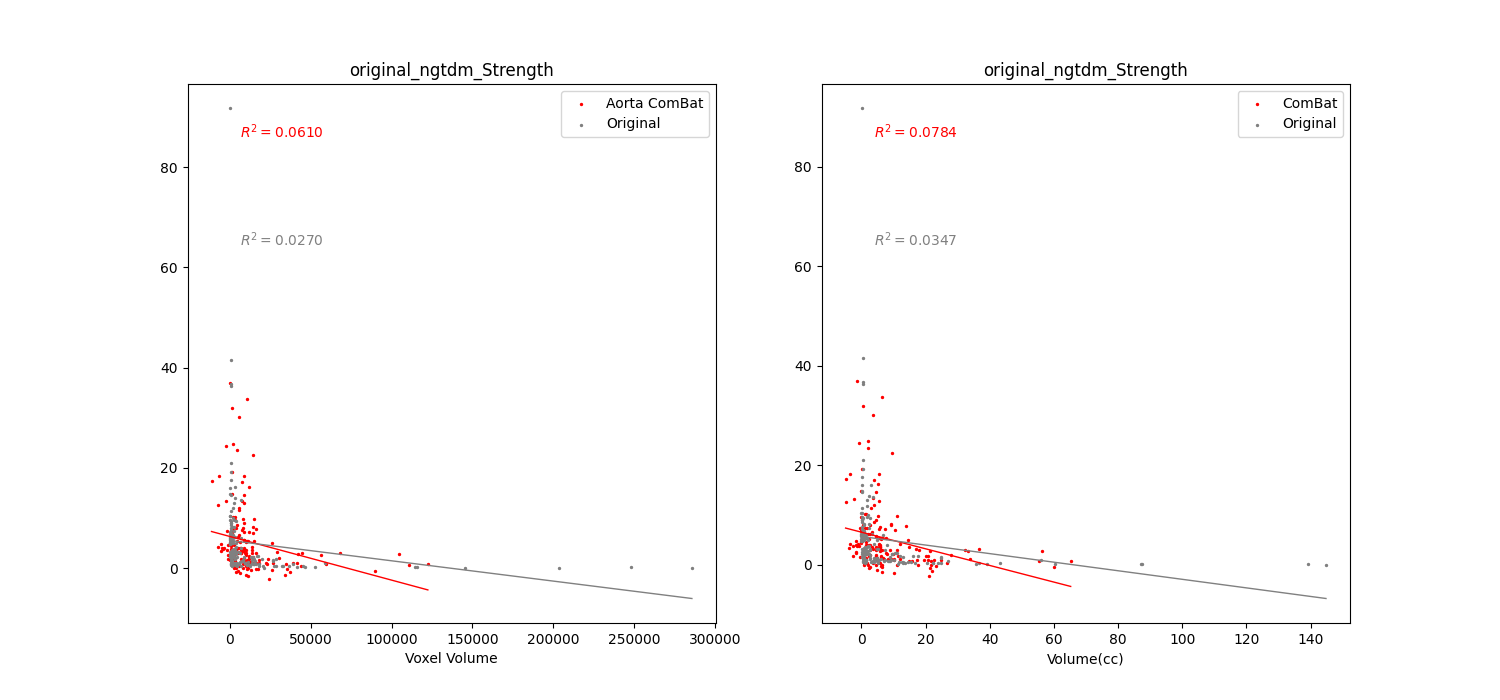 original_ngtdm_Strength
Aorta ComBat
Original
R² = 0.0610
R² = 0.0270
80
60
40
20
0
0 50000 100000 150000 200000 250000 300000
Voxel Volume
original_ngtdm_Strength
ComBat
Original
R² = 0.0784
R² = 0.0347
80
60
40
20
0
0 20 40 60 80 100 120 140
Volume(cc)